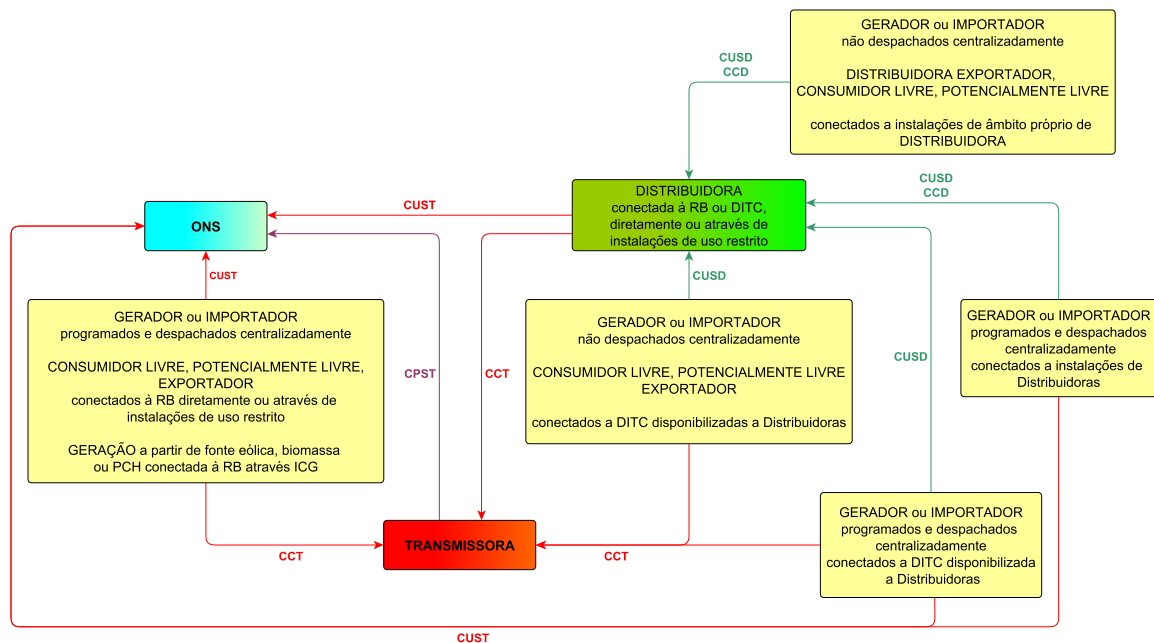 GERADOR ou IMPORTADOR
não despachados centralizadamente
DISTRIBUIDORA EXPORTADOR,
CONSUMIDOR LIVRE, POTENCIALMENTE LIVRE
conectados a instalações de âmbito próprio de
DISTRIBUIDORA
CUSD
CCD
DISTRIBUIDORA
conectada à RB ou DITC,
diretamente ou através de
instalações de uso restrito
CUSD
CCD
CUST
ONS
CUST
CUSD
GERADOR ou IMPORTADOR
programados e despachados centralizadamente
CONSUMIDOR LIVRE, POTENCIALMENTE LIVRE,
EXPORTADOR
conectados à RB diretamente ou através de
instalações de uso restrito
GERAÇÃO a partir de fonte eólica, biomassa
ou PCH conectada à RB através ICG
CPST
CCT
GERADOR ou IMPORTADOR
não despachados centralizadamente
CONSUMIDOR LIVRE, POTENCIALMENTE LIVRE
EXPORTADOR
conectados a DITC disponibilizadas a Distribuidoras
CUSD
GERADOR ou IMPORTADOR
programados e despachados
centralizadamente
conectados a instalações de
Distribuidoras
CCT
TRANSMISSORA
CCT
GERADOR ou IMPORTADOR
programados e despachados
centralizadamente
conectados a DITC disponibilizada
a Distribuidoras
CUST